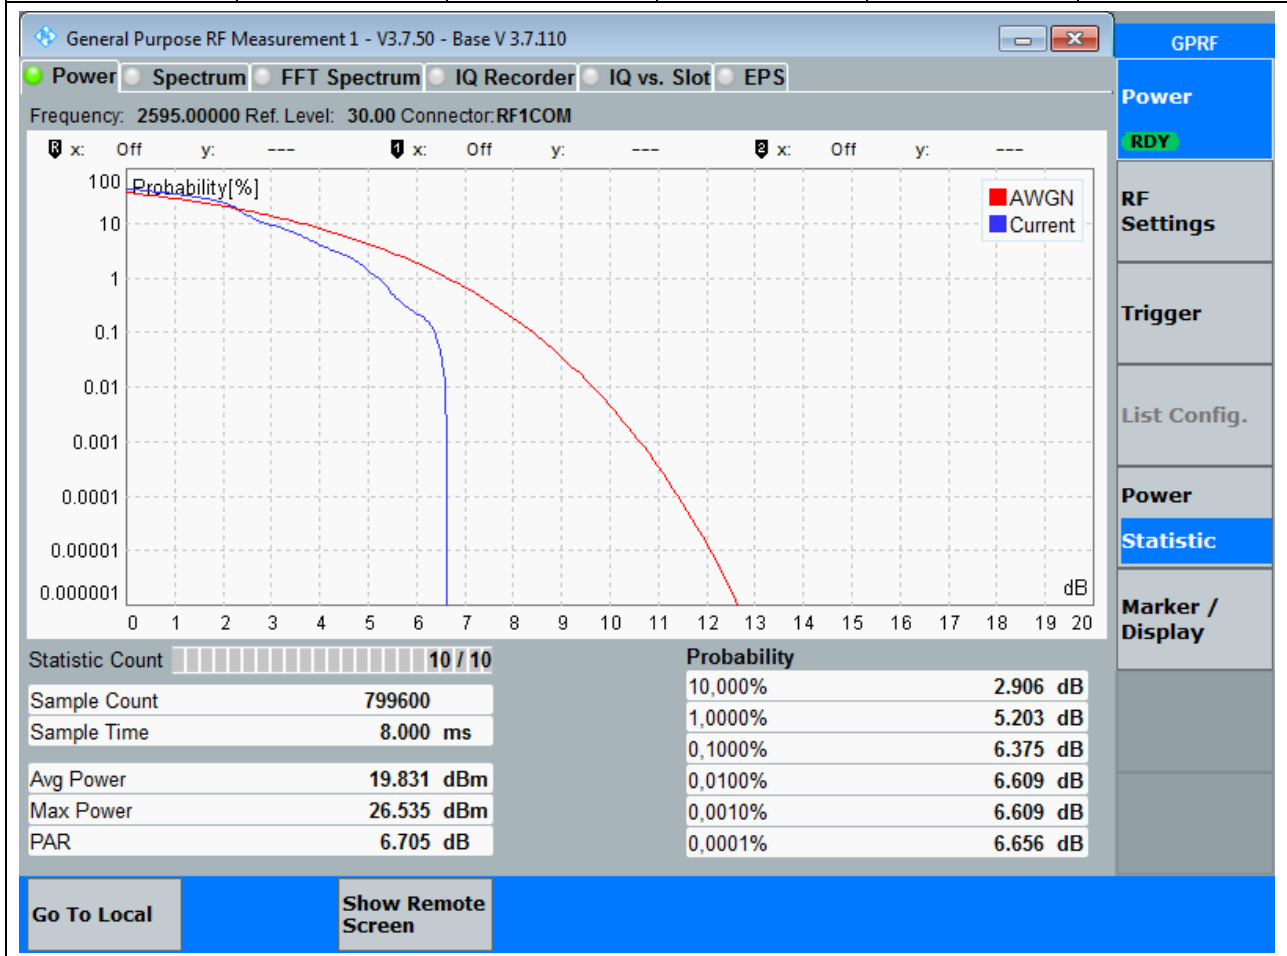 General Purpose RF Measurement 1 - V3.7.50 - Base V 3.7.110
GPRF
Power Spectrum FFT Spectrum IQ Recorder IQ vs. Slot EPS
Frequency: 2595.00000 Ref. Level: 30.00 Connector: RF1COM
R x: Off y: --- 1 x: Off y: --- 2 x: Off y: ---
Probability[%]
AWGN
Current
100
10
1
0.1
0.01
0.001
0.0001
0.00001
0.000001
dB
0 1 2 3 4 5 6 7 8 9 10 11 12 13 14 15 16 17 18 19 20
Statistic Count 10 / 10
Sample Count 799600
Sample Time 8.000 ms
Avg Power 19.831 dBm
Max Power 26.535 dBm
PAR 6.705 dB
Probability
10,000% 2.906 dB
1,0000% 5.203 dB
0,1000% 6.375 dB
0,0100% 6.609 dB
0,0010% 6.609 dB
0,0001% 6.656 dB
Power
RDY
RF
Settings
Trigger
List Config.
Power
Statistic
Marker /
Display
Go To Local
Show Remote
Screen